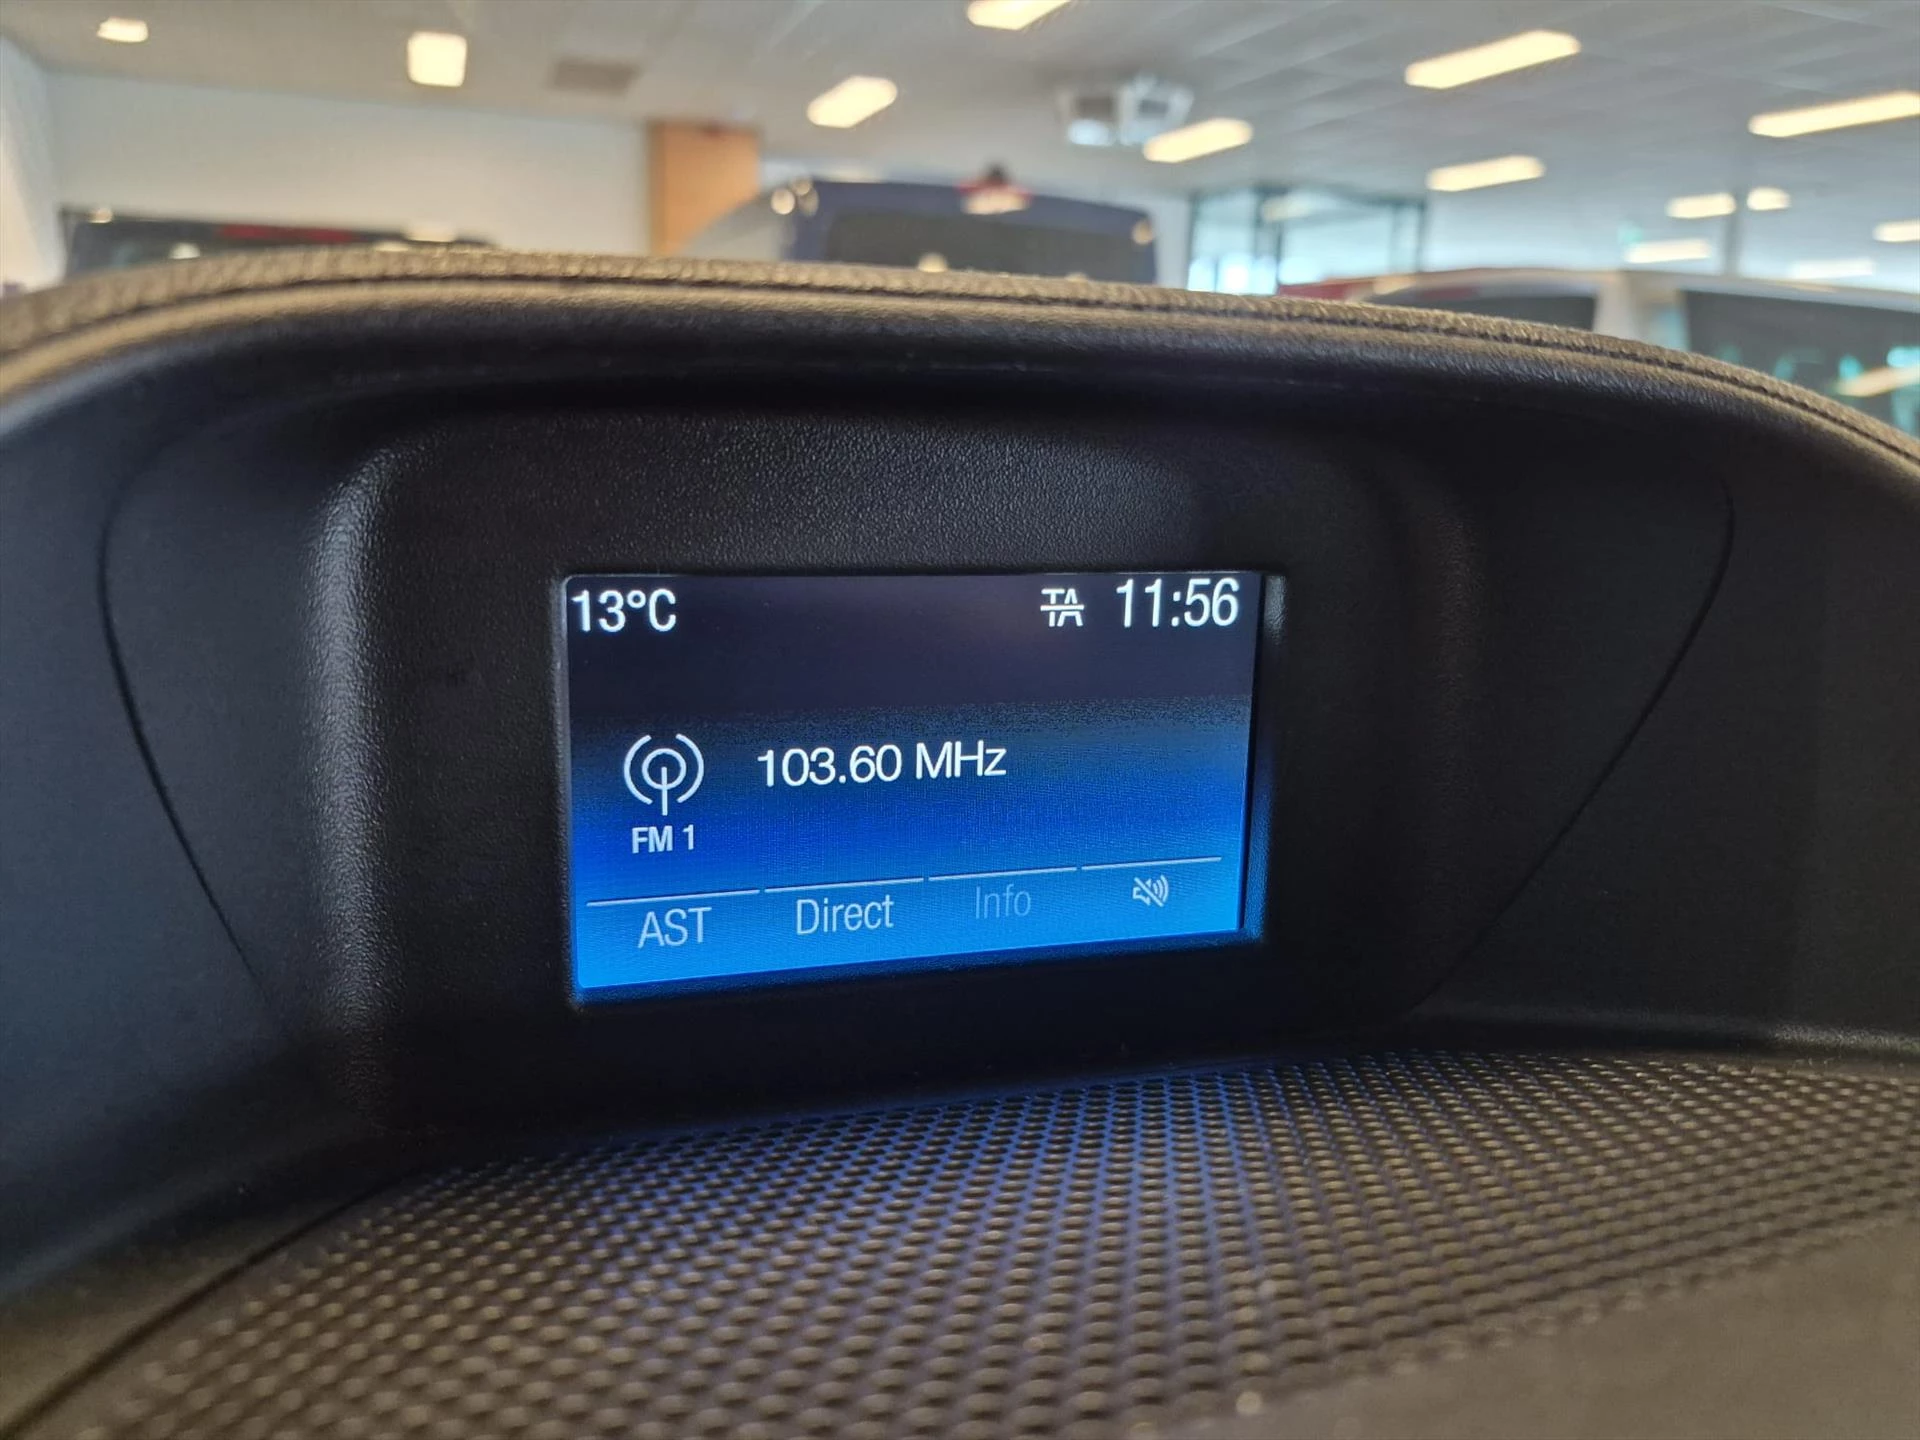 13°C TA 11:56
103.60 MHz
FM 1
AST Direct Info